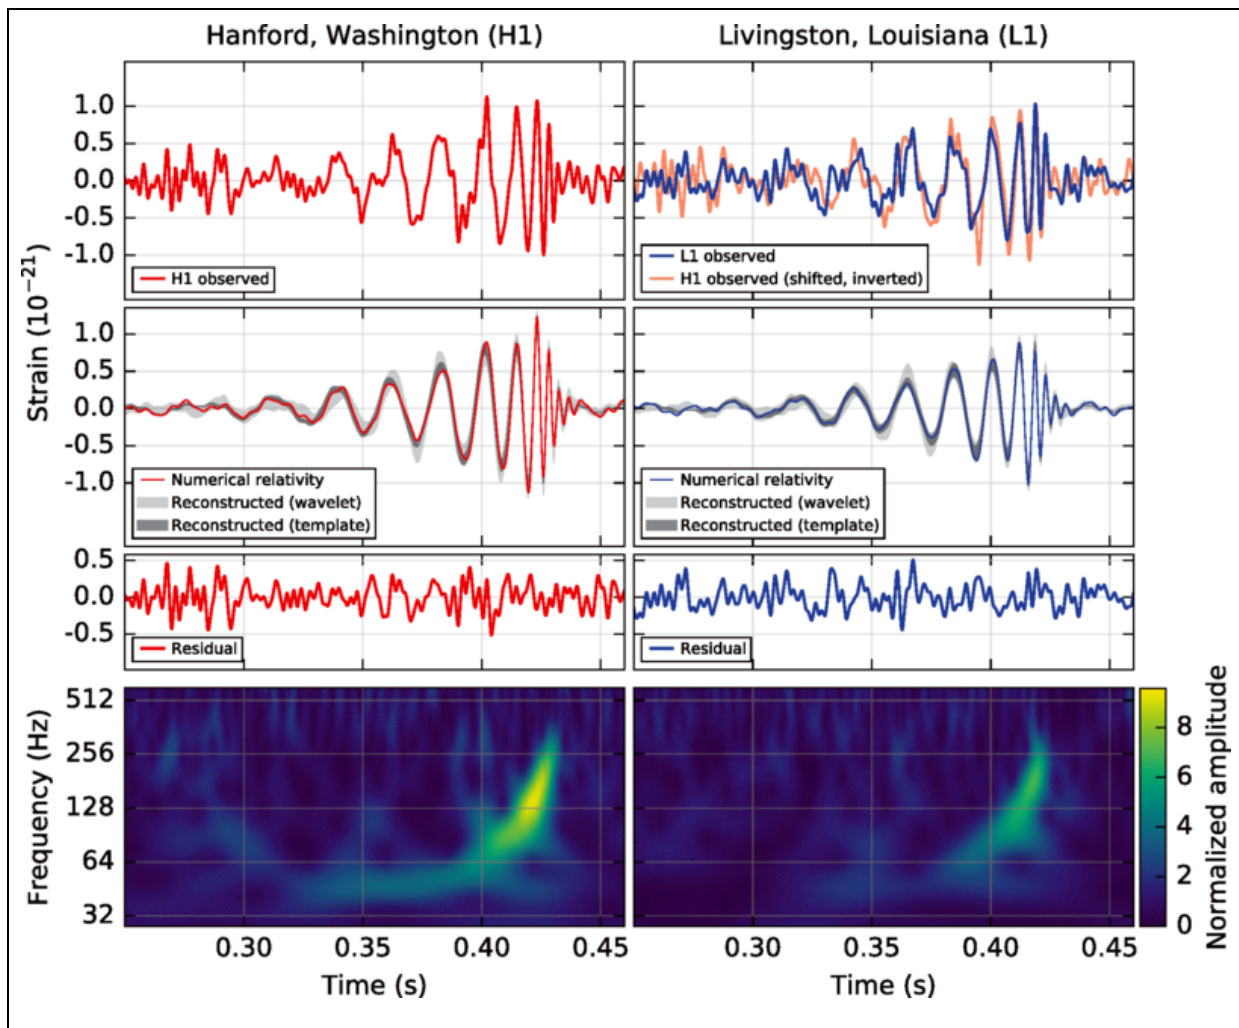 Hanford, Washington (H1)
Livingston, Louisiana (L1)
Strain (10⁻²¹)
1.0
0.5
0.0
-0.5
-1.0
H1 observed
L1 observed
H1 observed (shifted, inverted)
1.0
0.5
0.0
-0.5
-1.0
Numerical relativity
Reconstructed (wavelet)
Reconstructed (template)
Numerical relativity
Reconstructed (wavelet)
Reconstructed (template)
0.5
0.0
-0.5
Residual
Residual
Frequency (Hz)
512
256
128
64
32
Normalized amplitude
8
6
4
2
0
0.30 0.35 0.40 0.45
0.30 0.35 0.40 0.45
Time (s)
Time (s)